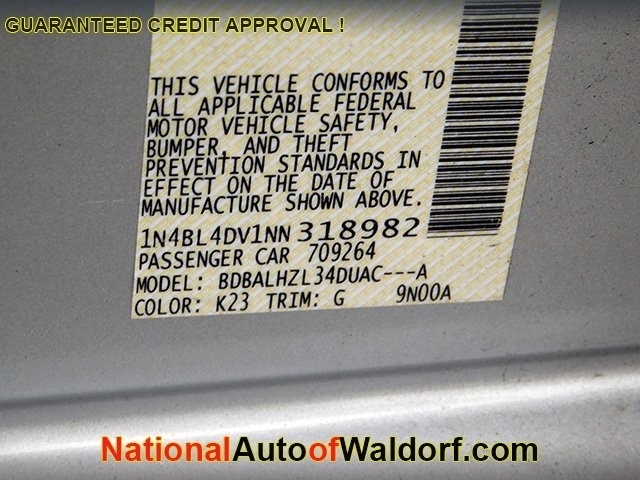 GUARANTEED CREDIT APPROVAL !
THIS VEHICLE CONFORMS TO
ALL APPLICABLE FEDERAL
MOTOR VEHICLE SAFETY,
BUMPER, AND THEFT
PREVENTION STANDARDS IN
EFFECT ON THE DATE OF
MANUFACTURE SHOWN ABOVE.
1N4BL4DV1NN318982
PASSENGER CAR 709264
MODEL: BDBALHZL34DUAC---A
COLOR: K23 TRIM: G 9N00A
NationalAutoofWaldorf.com